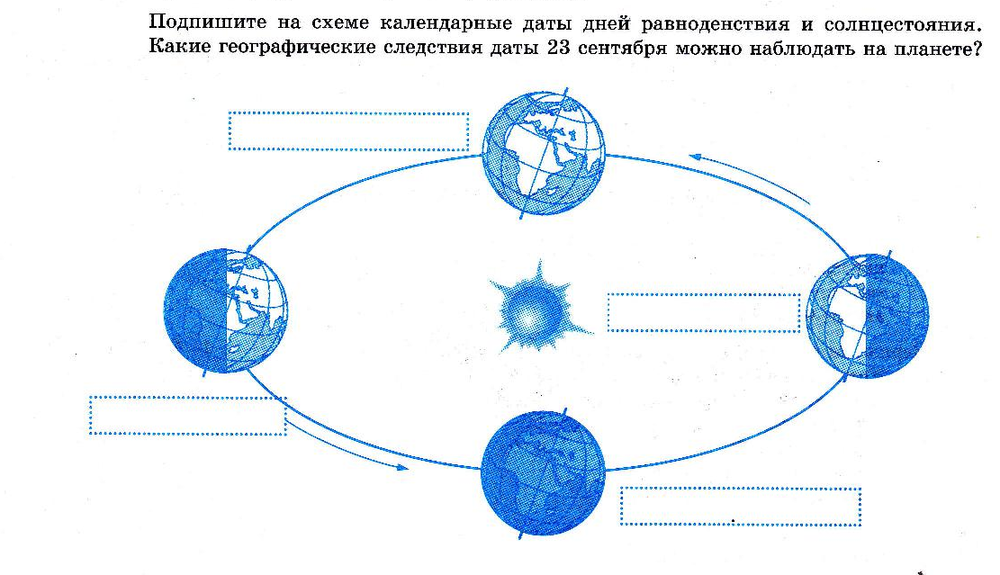 Подпишите на схеме календарные даты дней равноденствия и солнцестояния.
Какие географические следствия даты 23 сентября можно наблюдать на планете?